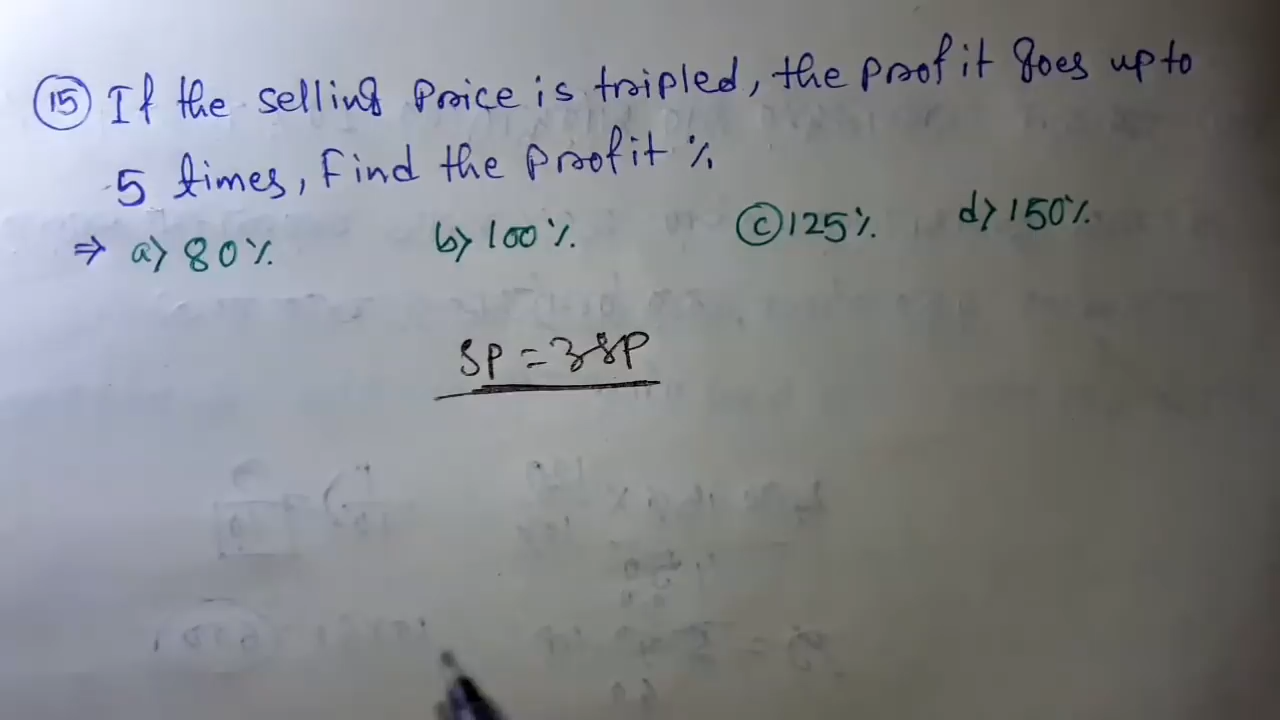 15 If the selling Price is tripled, the Profit goes up to
5 times, Find the Profit %
⇒ a) 80% b) 100% c) 125% d) 150%
SP = 3SP